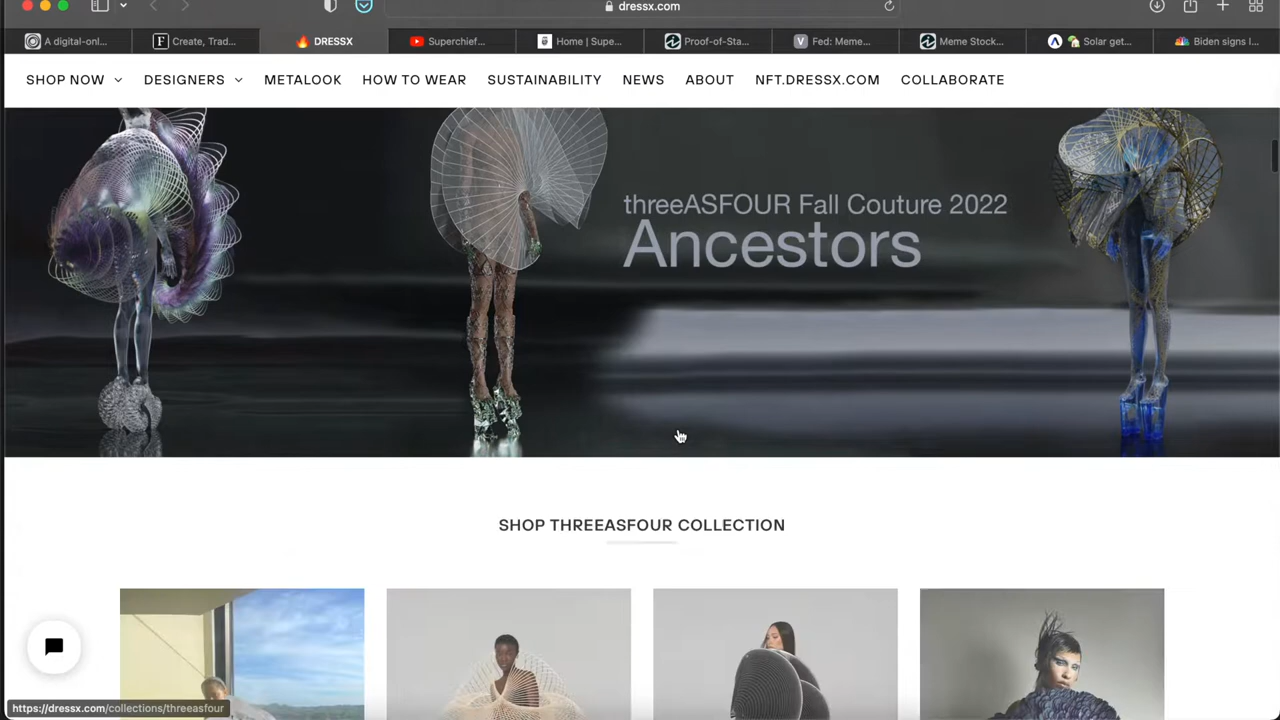 dressx.com
A digital-onl...
Create, Trad...
DRESSX
Superchief...
Home | Supe...
Proof-of-Sta...
Fed: Meme...
Meme Stock...
Solar get...
Biden signs l...
SHOP NOW
DESIGNERS
METALOOK
HOW TO WEAR
SUSTAINABILITY
NEWS
ABOUT
NFT.DRESSX.COM
COLLABORATE
threeASFOUR Fall Couture 2022
Ancestors
SHOP THREEASFOUR COLLECTION
https://dressx.com/collections/threeasfour